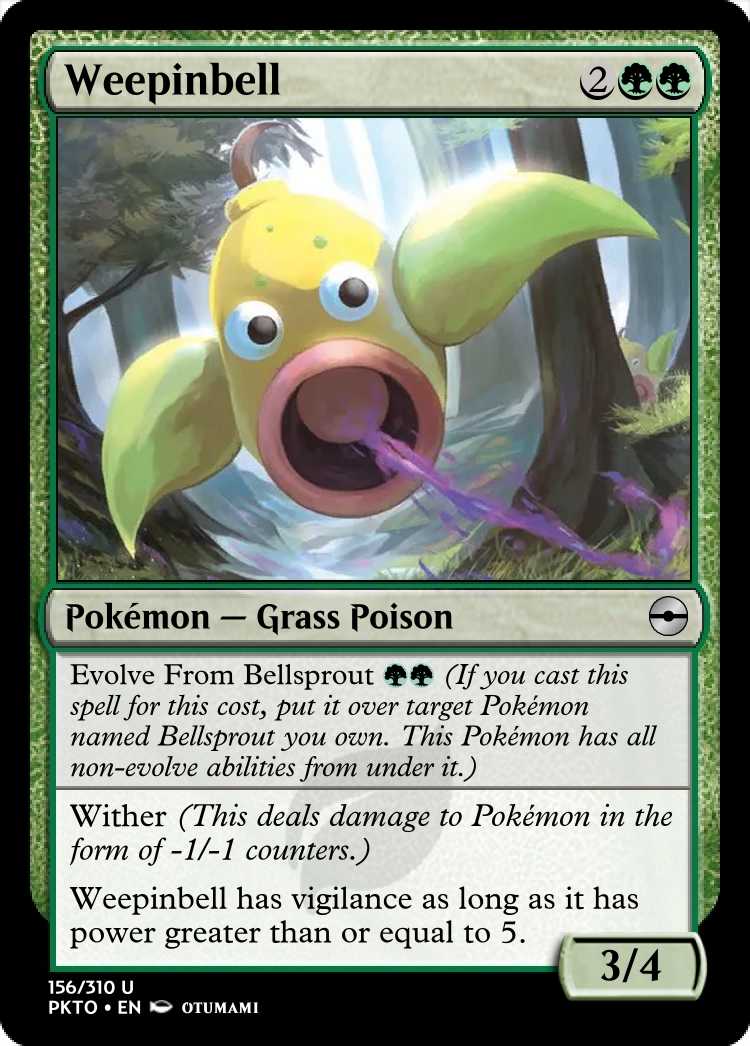 Weepinbell 2
Pokémon — Grass Poison
Evolve From Bellsprout (If you cast this
spell for this cost, put it over target Pokémon
named Bellsprout you own. This Pokémon has all
non-evolve abilities from under it.)
Wither (This deals damage to Pokémon in the
form of -1/-1 counters.)
Weepinbell has vigilance as long as it has
power greater than or equal to 5.
3/4
156/310 U
PKTO • EN OTUMAMI